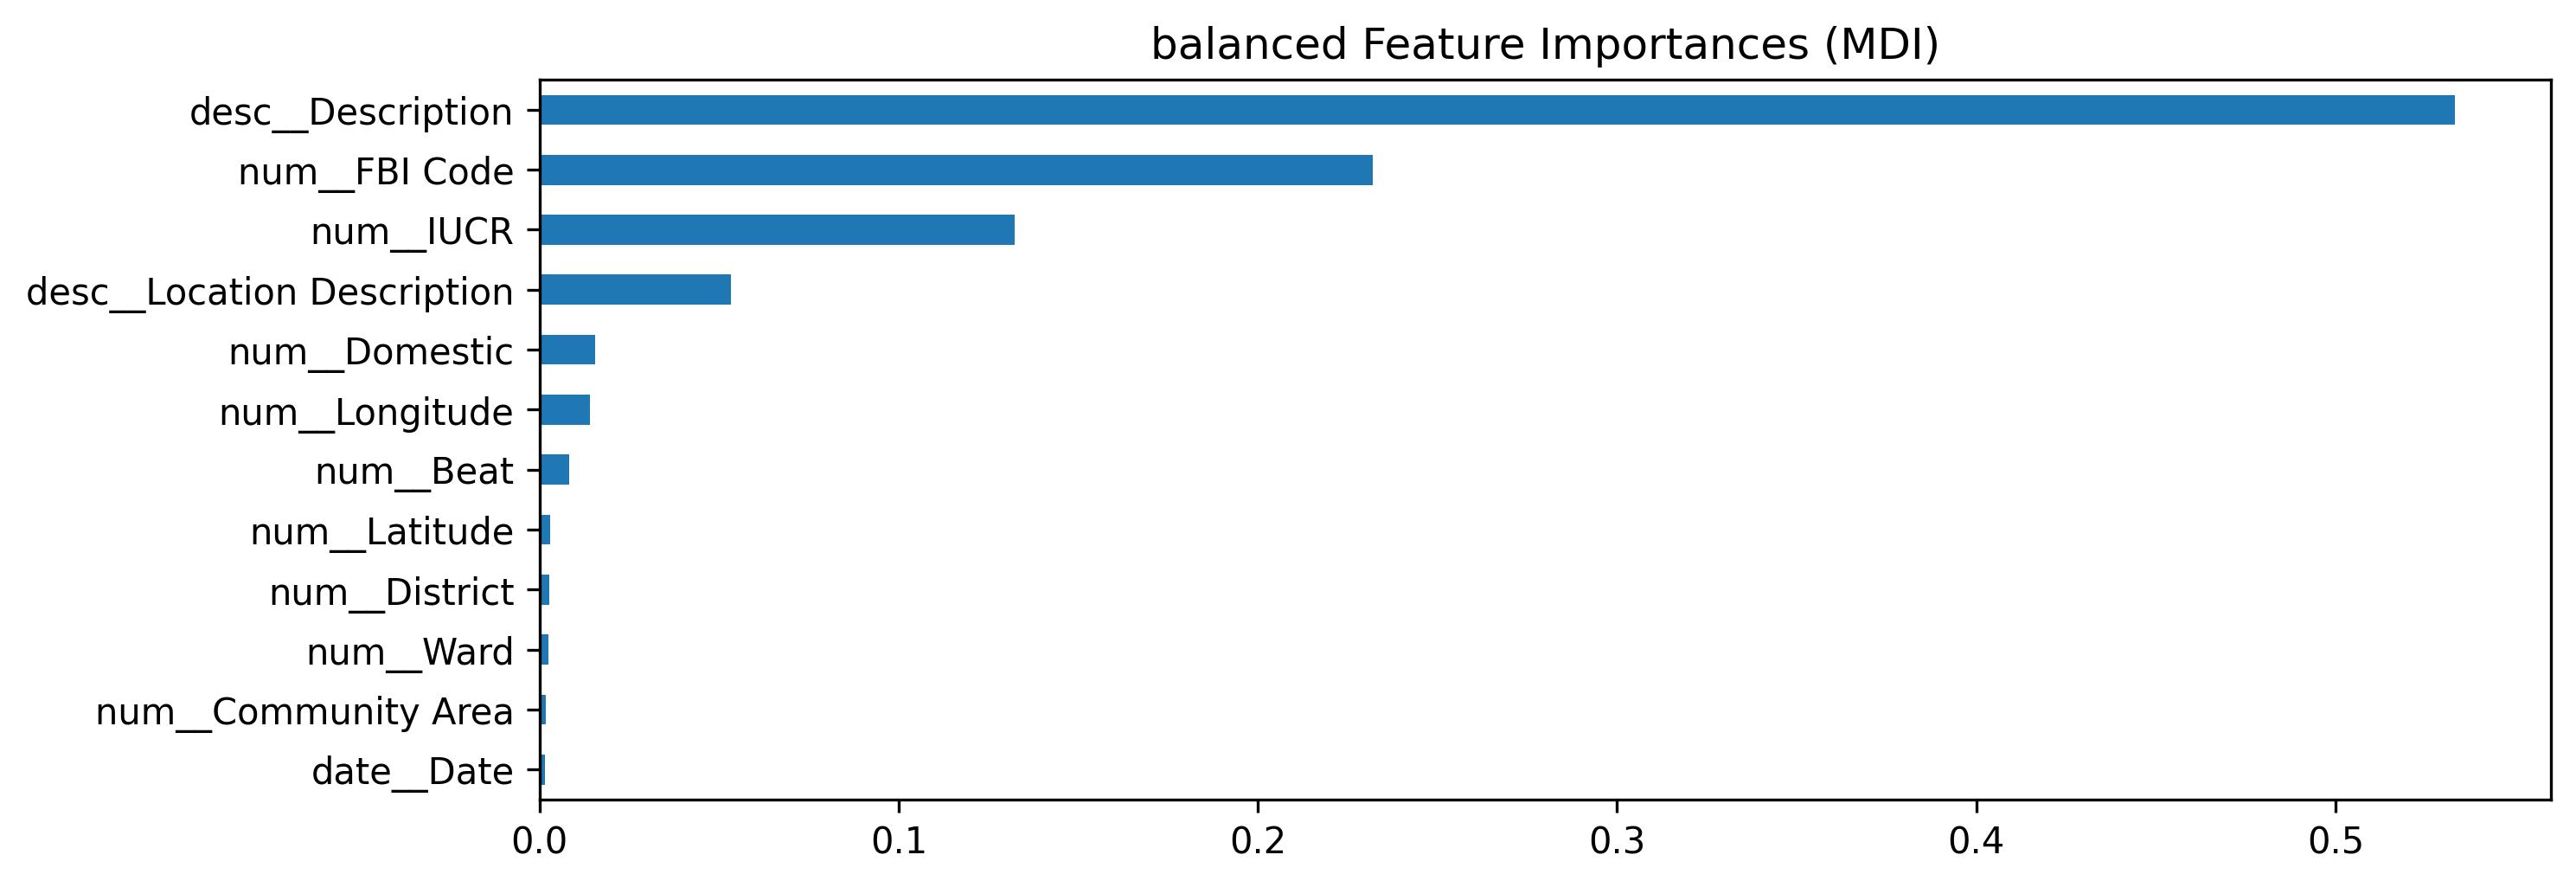 balanced Feature Importances (MDI)
desc__Description
num__FBI Code
num__IUCR
desc__Location Description
num__Domestic
num__Longitude
num__Beat
num__Latitude
num__District
num__Ward
num__Community Area
date__Date
0.0 0.1 0.2 0.3 0.4 0.5